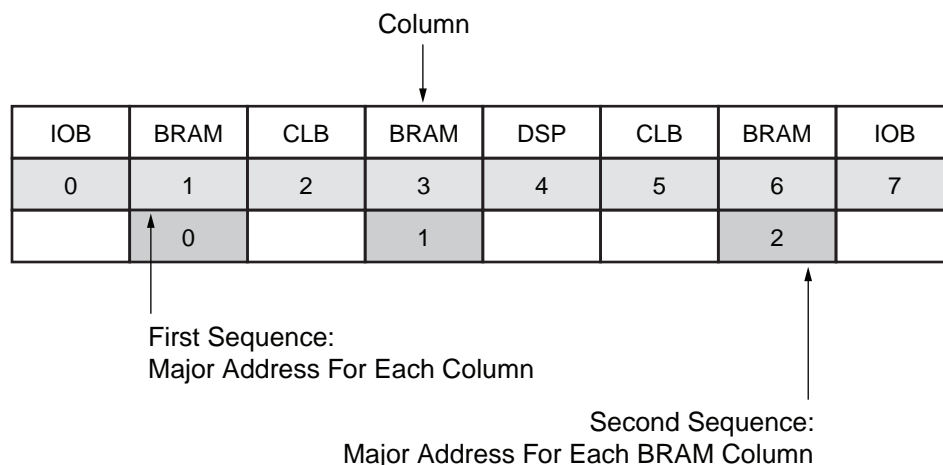 Column
IOB BRAM CLB BRAM DSP CLB BRAM IOB
0 1 2 3 4 5 6 7
0 1 2
First Sequence:
Major Address For Each Column
Second Sequence:
Major Address For Each BRAM Column